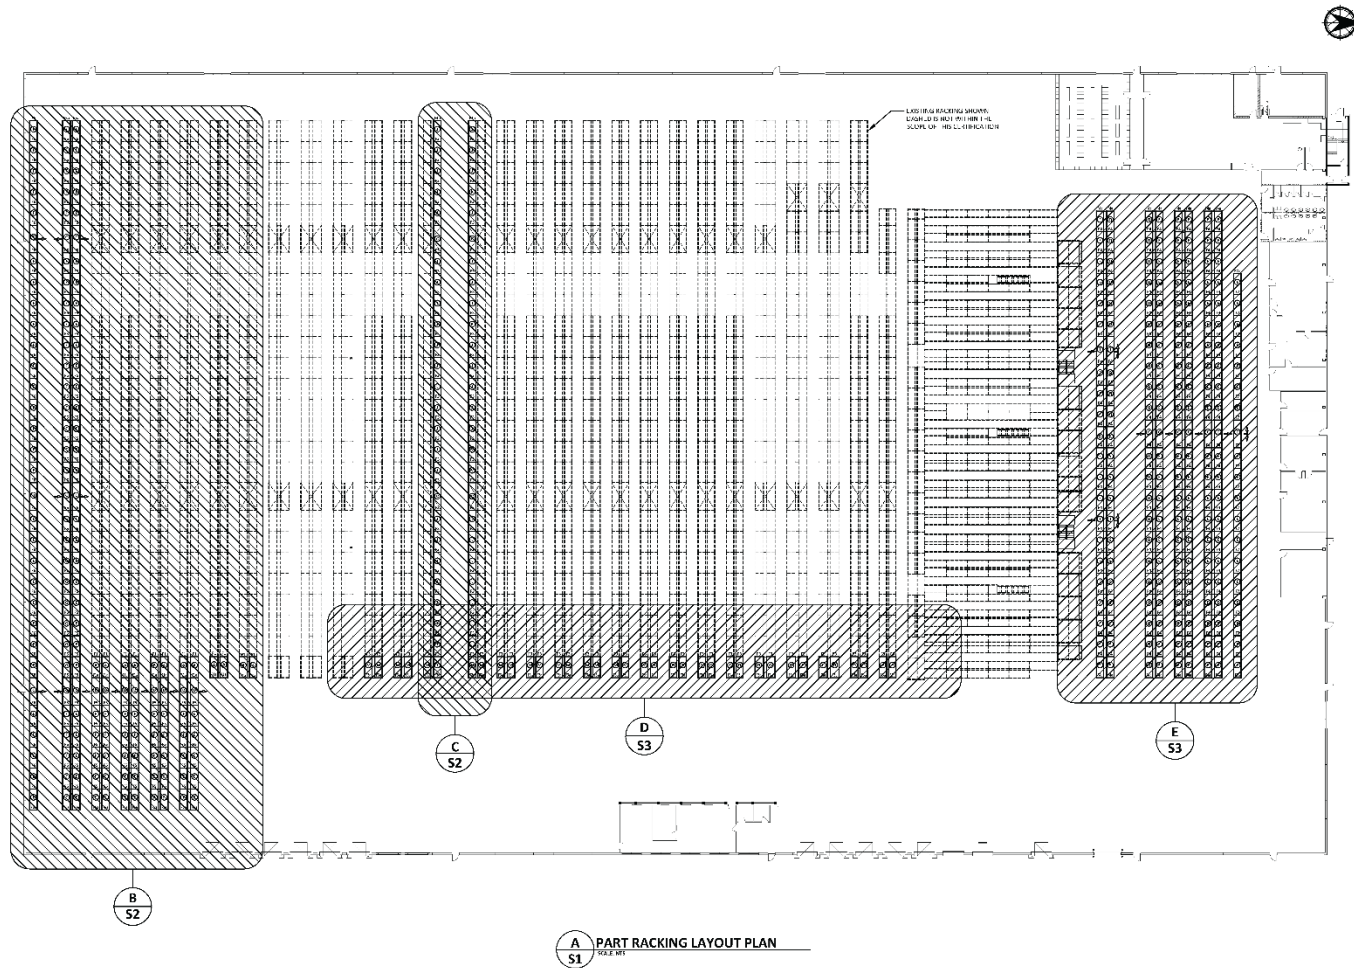 EXISTING RACKING SHOWN
DASHED IS NOT WITHIN THE
SCOPE OF THIS CERTIFICATION
D
S3
E
S3
C
S2
B
S2
A
S1
PART RACKING LAYOUT PLAN
SCALE: NTS